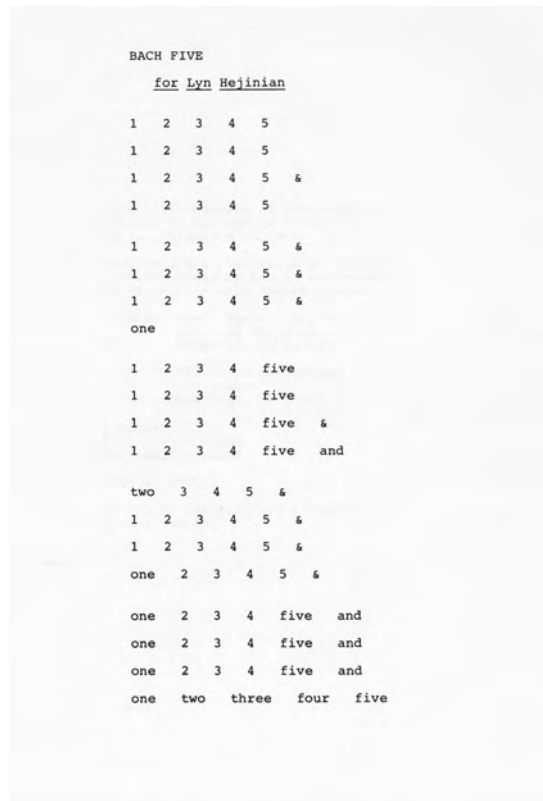 BACH FIVE
for Lyn Hejinian
1 2 3 4 5
1 2 3 4 5
1 2 3 4 5 &
1 2 3 4 5
1 2 3 4 5 &
1 2 3 4 5 &
1 2 3 4 5 &
one
1 2 3 4 five
1 2 3 4 five
1 2 3 4 five &
1 2 3 4 five and
two 3 4 5 &
1 2 3 4 5 &
1 2 3 4 5 &
one 2 3 4 5 &
one 2 3 4 five and
one 2 3 4 five and
one 2 3 4 five and
one two three four five